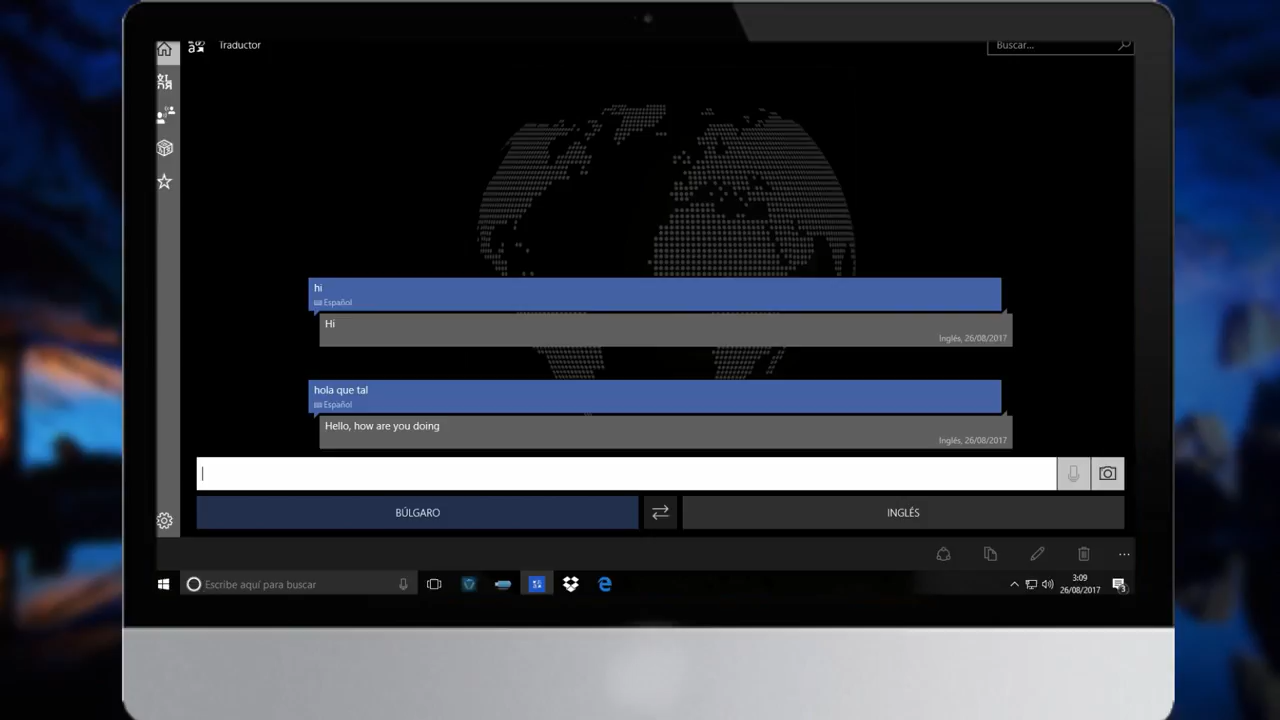 Traductor
Buscar...
hi
Español
Hi
Inglés, 26/08/2017
hola que tal
Español
Hello, how are you doing
Inglés, 26/08/2017
BÚLGARO
INGLÉS
Escribe aquí para buscar
3:09
26/08/2017
3